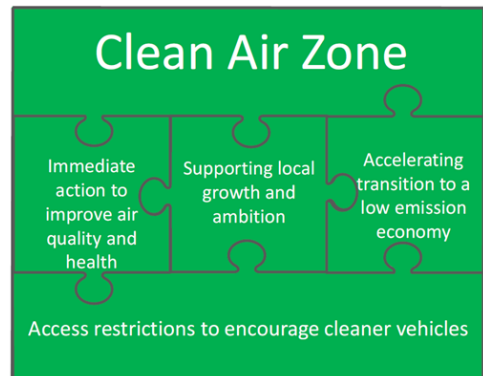 Clean Air Zone
Immediate
action to
improve air
quality and
health
Supporting local
growth and
ambition
Accelerating
transition to a
low emission
economy
Access restrictions to encourage cleaner vehicles